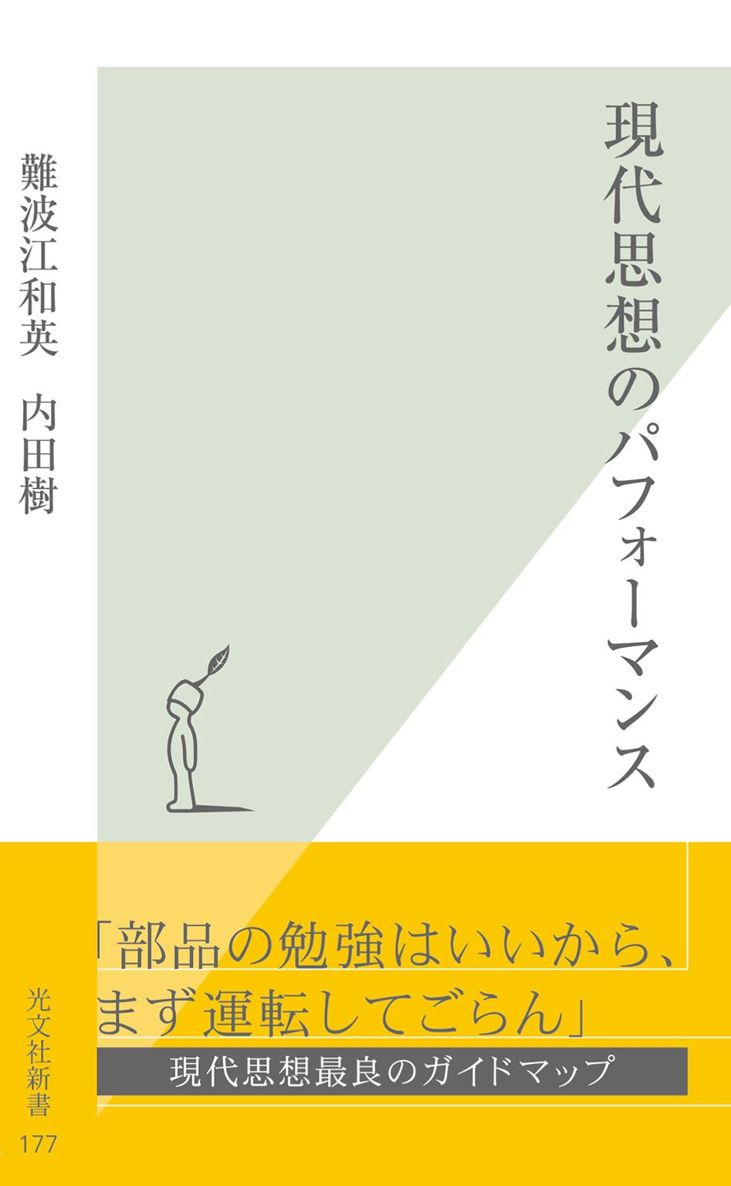 現代思想のパフォーマンス
難波江和英　内田樹
「部品の勉強はいいから、
まず運転してごらん」
現代思想最良のガイドマップ
光文社新書
177